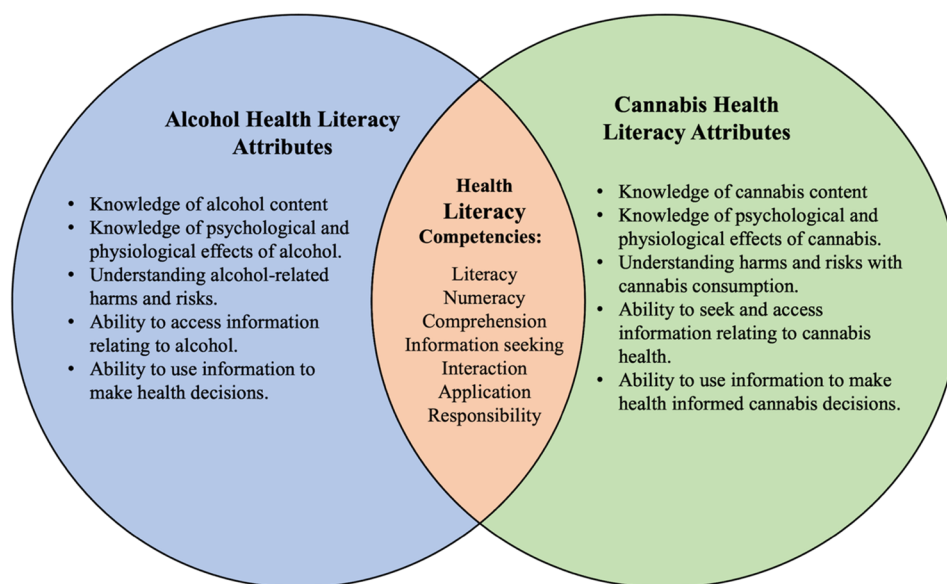 Alcohol Health Literacy
Attributes
• Knowledge of alcohol content
• Knowledge of psychological and
physiological effects of alcohol.
• Understanding alcohol-related
harms and risks.
• Ability to access information
relating to alcohol.
• Ability to use information to
make health decisions.
Health
Literacy
Competencies:
Literacy
Numeracy
Comprehension
Information seeking
Interaction
Application
Responsibility
Cannabis Health
Literacy Attributes
• Knowledge of cannabis content
• Knowledge of psychological and
physiological effects of cannabis.
• Understanding harms and risks with
cannabis consumption.
• Ability to seek and access
information relating to cannabis
health.
• Ability to use information to make
health informed cannabis decisions.